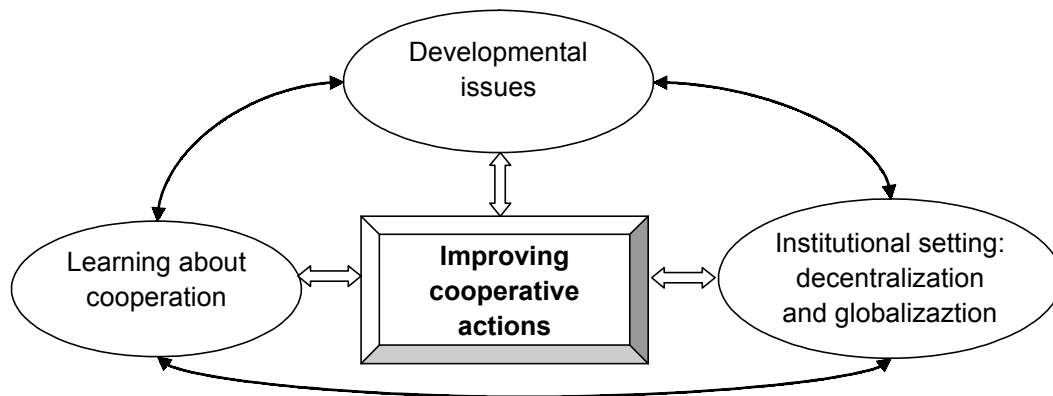 Developmental
issues
Learning about
cooperation
Improving
cooperative
actions
Institutional setting:
decentralization
and globalizaztion